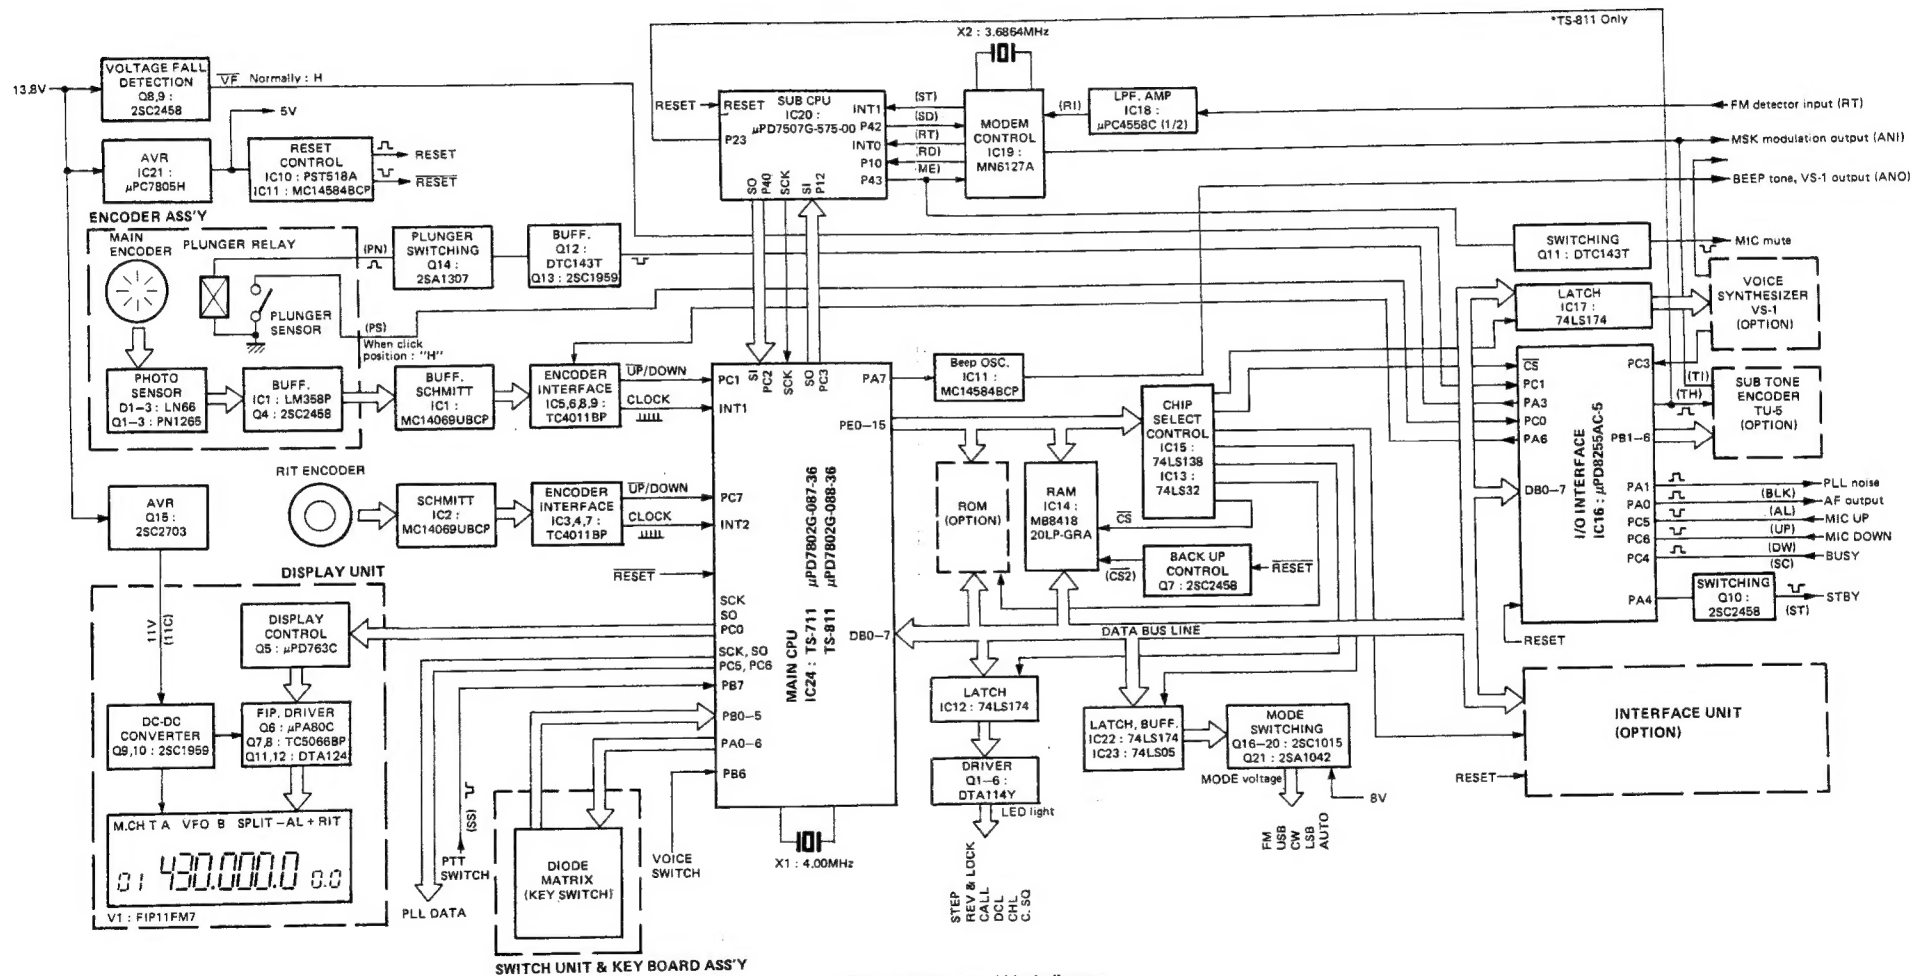 *TS-811 Only
X2 : 3.6864MHz
13.8V
VOLTAGE FALL
DETECTION
Q8,9 :
2SC2458
VF Normally : H
5V
AVR
IC21 :
μPC7805H
RESET
CONTROL
IC10 : PST518A
IC11 : MC14584BCP
RESET
RESET
RESET
RESET
SUB CPU
IC20 :
μPD7507G-575-00
P23
INT1
P42
INT0
P10
P43
SO
P40
SCK
SI
P12
(ST)
(SD)
(RT)
(RD)
(ME)
MODEM
CONTROL
IC19 :
MN6127A
(RI)
LPF. AMP
IC18 :
μPC4558C (1/2)
FM detector input (RT)
MSK modulation output (ANI)
BEEP tone, VS-1 output (ANO)
ENCODER ASS'Y
MAIN
ENCODER
PLUNGER RELAY
PLUNGER
SENSOR
(PN)
PLUNGER
SWITCHING
Q14 :
2SA1307
BUFF.
Q12 :
DTC143T
Q13 : 2SC1959
(PS)
When click
position : "H"
SWITCHING
Q11 : DTC143T
MIC mute
LATCH
IC17 :
74LS174
VOICE
SYNTHESIZER
VS-1
(OPTION)
PHOTO
SENSOR
D1–3 : LN66
Q1–3 : PN1265
BUFF.
IC1 : LM358P
Q4 : 2SC2458
BUFF.
SCHMITT
IC1 :
MC14069UBCP
ENCODER
INTERFACE
IC5,6,8,9 :
TC4011BP
UP/DOWN
CLOCK
PC1
INT1
SI
PC2
SCK
SO
PC3
PA7
PE0–15
Beep OSC.
IC11 :
MC14584BCP
CHIP
SELECT
CONTROL
IC15 :
74LS138
IC13 :
74LS32
CS
PC1
PA3
PC0
PA6
DB0–7
I/O INTERFACE
IC16 : μPD8255AC-5
PC3
(TI)
(TH)
PB1–6
SUB TONE
ENCODER
TU-5
(OPTION)
PA1
PA0
PC5
PC6
PC4
PA4
PLL noise
(BLK)
AF output
(AL)
MIC UP
(UP)
MIC DOWN
(DW)
BUSY
(SC)
SWITCHING
Q10 :
2SC2458
STBY
(ST)
RESET
RIT ENCODER
SCHMITT
IC2 :
MC14069UBCP
ENCODER
INTERFACE
IC3,4,7 :
TC4011BP
UP/DOWN
CLOCK
PC7
INT2
AVR
Q15 :
2SC2703
RESET
MAIN CPU
IC24 : TS-711 μPD7802G-087-36
TS-811 μPD7802G-088-36
ROM
(OPTION)
RAM
IC14 :
MB8418
20LP-GRA
CS
(CS2)
BACK UP
CONTROL
Q7 : 2SC2458
RESET
DB0–7
DATA BUS LINE
DISPLAY UNIT
11V
(11C)
DISPLAY
CONTROL
Q5 : μPD763C
SCK
SO
PC0
SCK, SO
PC5, PC6
PB7
PB0–5
PA0–6
PB6
DC-DC
CONVERTER
Q9,10 : 2SC1959
FIP. DRIVER
Q6 : μPA80C
Q7,8 : TC5066BP
Q11,12 : DTA124
M.CH T A VFO B SPLIT – AL + RIT
01 430.000.0 0.0
V1 : FIP11FM7
PLL DATA
(SS)
PTT
SWITCH
DIODE
MATRIX
(KEY SWITCH)
VOICE
SWITCH
SWITCH UNIT & KEY BOARD ASS'Y
X1 : 4.00MHz
LATCH
IC12 : 74LS174
DRIVER
Q1–6 :
DTA114Y
LED light
STEP
REV & LOCK
CALL
DCL
CHL
C. SQ
LATCH, BUFF.
IC22 : 74LS174
IC23 : 74LS05
MODE
SWITCHING
Q16–20 : 2SC1015
Q21 : 2SA1042
MODE voltage
8V
FM
USB
CW
LSB
AUTO
INTERFACE UNIT
(OPTION)
RESET